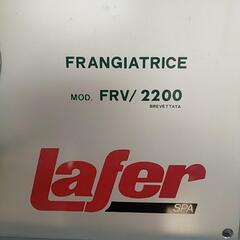 FRANGIATRICE
MOD. FRV/2200
BREVETTATA
Lafer
SPA